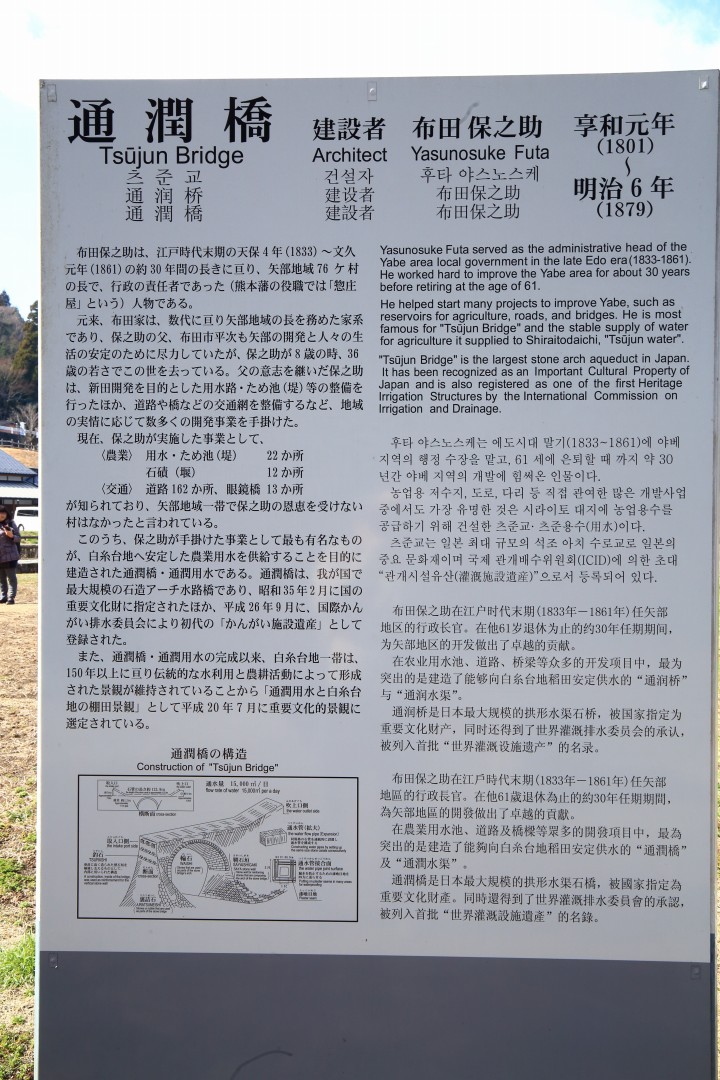 通潤橋
Tsūjun Bridge
츠준교
通润桥
通潤橋
建設者
Architect
건설자
建设者
建設者
布田 保之助
Yasunosuke Futa
후타 야스노스케
布田保之助
布田保之助
享和元年
(1801)
〜
明治6年
(1879)
布田保之助は、江戸時代末期の天保4年(1833)〜文久
元年(1861)の約30年間の長きに亘り、矢部地域76ケ村
の長で、行政の責任者であった(熊本藩の役職では「惣庄
屋」という)人物である。
元来、布田家は、数代に亘り矢部地域の長を務めた家系
であり、保之助の父、布田市平次も矢部の開発と人々の生
活の安定のために尽力していたが、保之助が8歳の時、36
歳の若さでこの世を去っている。父の意志を継いだ保之助
は、新田開発を目的とした用水路・ため池(堤)等の整備を
行ったほか、道路や橋などの交通網を整備するなど、地域
の実情に応じて数多くの開発事業を手掛けた。
現在、保之助が実施した事業として、
〈農業〉 用水・ため池(堤) 22か所
石磧(堰) 12か所
〈交通〉 道路162か所、眼鏡橋 13か所
が知られており、矢部地域一帯で保之助の恩恵を受けない
村はなかったと言われている。
このうち、保之助が手掛けた事業として最も有名なもの
が、白糸台地へ安定した農業用水を供給することを目的に
建造された通潤橋・通潤用水である。通潤橋は、我が国で
最大規模の石造アーチ水路橋であり、昭和35年2月に国の
重要文化財に指定されたほか、平成26年9月に、国際かん
がい排水委員会により初代の「かんがい施設遺産」として
登録された。
また、通潤橋・通潤用水の完成以来、白糸台地一帯は、
150年以上に亘り伝統的な水利用と農耕活動によって形成
された景観が維持されていることから「通潤用水と白糸台
地の棚田景観」として平成20年7月に重要文化的景観に
選定されている。
通潤橋の構造
Construction of "Tsūjun Bridge"
通水量 15,000㎥/日
flow rate of water 15,000㎥ per a day
吹上口側
the water outlet side
取入口側
the intake port side
Yasunosuke Futa served as the administrative head of the
Yabe area local government in the late Edo era(1833-1861).
He worked hard to improve the Yabe area for about 30 years
before retiring at the age of 61.
He helped start many projects to improve Yabe, such as
reservoirs for agriculture, roads, and bridges. He is most
famous for "Tsūjun Bridge" and the stable supply of water
for agriculture it supplied to Shiraitodaichi, "Tsūjun water".
"Tsūjun Bridge" is the largest stone arch aqueduct in Japan.
It has been recognized as an Important Cultural Property of
Japan and is also registered as one of the first Heritage
Irrigation Structures by the International Commission on
Irrigation and Drainage.
후타 야스노스케는 에도시대 말기(1833~1861)에 야베
지역의 행정 수장을 맡고, 61 세에 은퇴할 때 까지 약 30
년간 야베 지역의 개발에 힘써온 인물이다.
농업용 저수지, 도로, 다리 등 직접 관여한 많은 개발사업
중에서도 가장 유명한 것은 시라이토 대지에 농업용수를
공급하기 위해 건설한 츠준교· 츠준용수(用水)이다.
츠준교는 일본 최대 규모의 석조 아치 수로교로 일본의
중요 문화재이며 국제 관개배수위원회(ICID)에 의한 초대
"관개시설유산(灌漑施設遺産)"으로서 등록되어 있다.
布田保之助在江户时代末期(1833年−1861年)任矢部
地区的行政长官。在他61岁退休为止的约30年任期期间,
为矢部地区的开发做出了卓越的贡献。
在农业用水池、道路、桥梁等众多的开发项目中,最为
突出的是建造了能够向白糸台地稻田安定供水的“通润桥”
与“通润水渠”。
通润桥是日本最大规模的拱形水渠石桥,被国家指定为
重要文化财产,同时还得到了世界灌溉排水委员会的承认,
被列入首批“世界灌溉设施遗产”的名录。
布田保之助在江戶時代末期(1833年−1861年)任矢部
地區的行政長官。在他61歲退休為止的約30年任期期間,
為矢部地區的開發做出了卓越的貢獻。
在農業用水池、道路及橋樑等眾多的開發項目中,最為
突出的是建造了能夠向白糸台地稻田安定供水的“通潤橋”
及“通潤水渠”。
通潤橋是日本最大規模的拱形水渠石橋,被國家指定為
重要文化財產。同時還得到了世界灌溉排水委員會的承認,
被列入首批“世界灌溉設施遺產”的名錄。